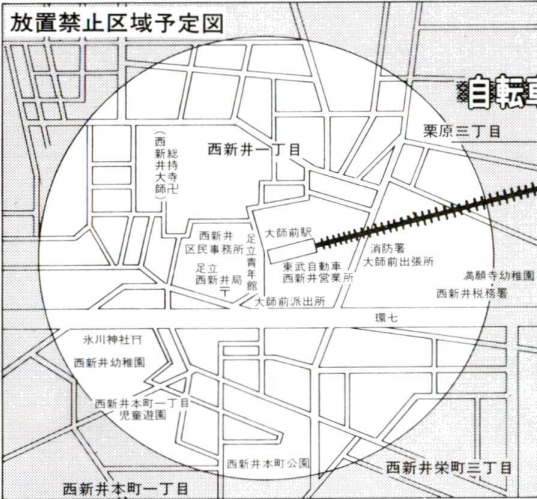 放置禁止区域予定図
自転車
栗原三丁目
西新井一丁目
総持寺卍
(西新井大師)
大師前駅
西新井
区民事務所
足立青年館
消防署
大師前出張所
東武自動車
西新井営業所
足立
西新井局
〒
満願寺幼稚園
西新井税務署
大師前派出所
環七
氷川神社⛩
西新井幼稚園
西新井本町一丁目
児童遊園
西新井本町公園
西新井栄町三丁目
西新井本町一丁目